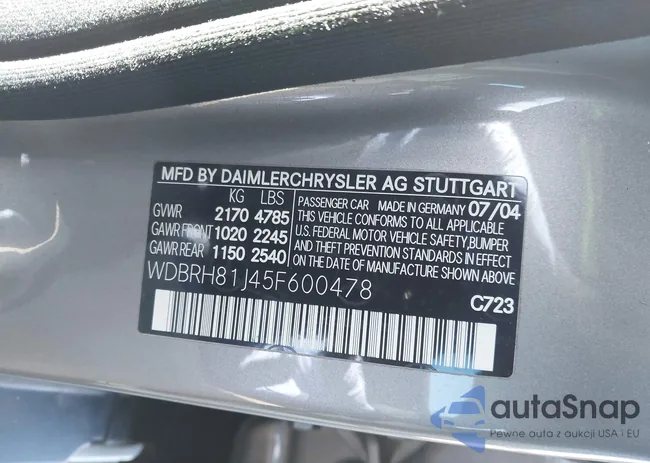 MFD BY DAIMLERCHRYSLER AG STUTTGART
KG LBS
GVWR 2170 4785
GAWR FRONT 1020 2245
GAWR REAR 1150 2540
PASSENGER CAR MADE IN GERMANY 07/04
THIS VEHICLE CONFORMS TO ALL APPLICABLE
U.S. FEDERAL MOTOR VEHICLE SAFETY, BUMPER
AND THEFT PREVENTION STANDARDS IN EFFECT
ON THE DATE OF MANUFACTURE SHOWN ABOVE.
WDBRH81J45F600478
C723
autaSnap
Pewne auta z aukcji USA i EU